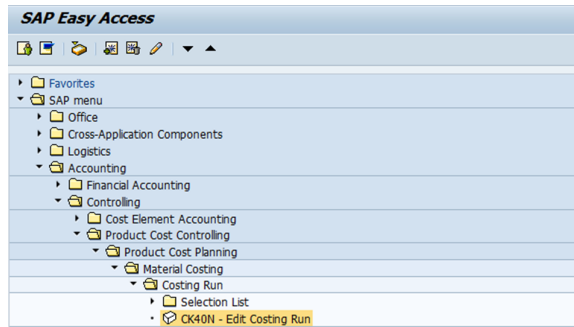 SAP Easy Access
Favorites
SAP menu
Office
Cross-Application Components
Logistics
Accounting
Financial Accounting
Controlling
Cost Element Accounting
Product Cost Controlling
Product Cost Planning
Material Costing
Costing Run
Selection List
CK40N - Edit Costing Run